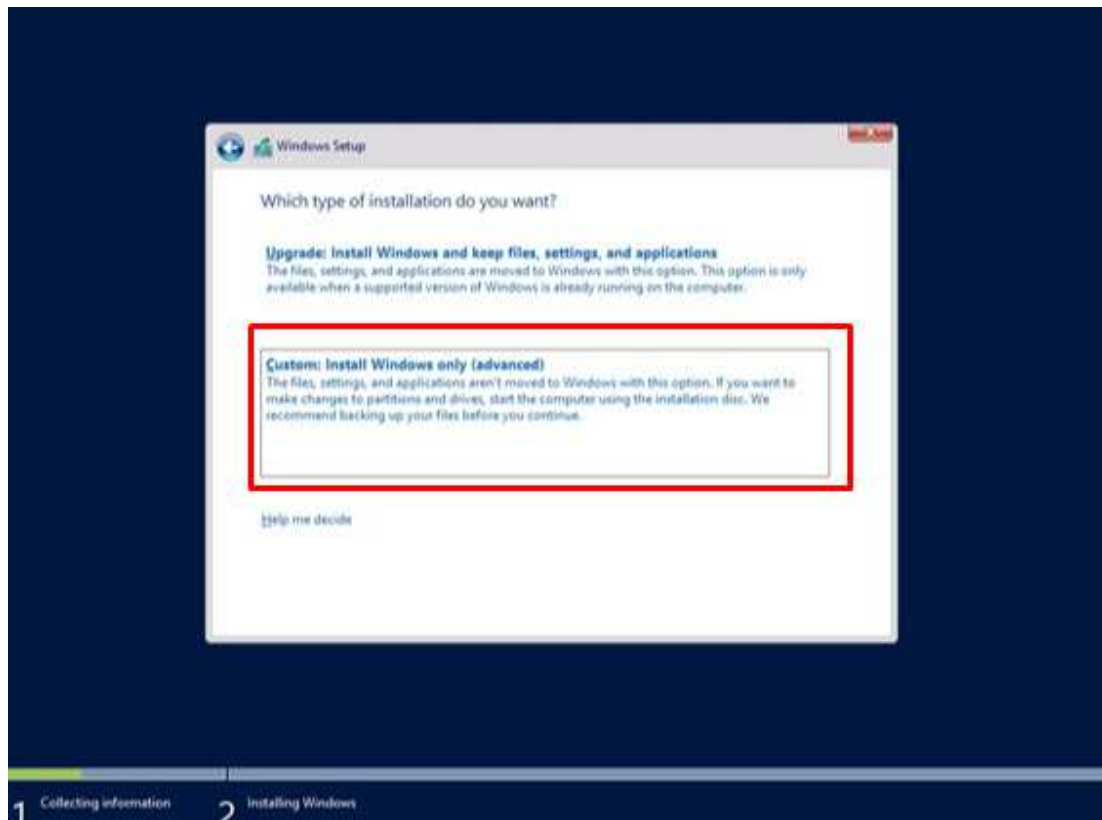 Windows Setup
Which type of installation do you want?
Upgrade: Install Windows and keep files, settings, and applications
The files, settings, and applications are moved to Windows with this option. This option is only
available when a supported version of Windows is already running on the computer.
Custom: Install Windows only (advanced)
The files, settings, and applications aren't moved to Windows with this option. If you want to
make changes to partitions and drives, start the computer using the installation disc. We
recommend backing up your files before you continue.
Help me decide
1 Collecting information 2 Installing Windows